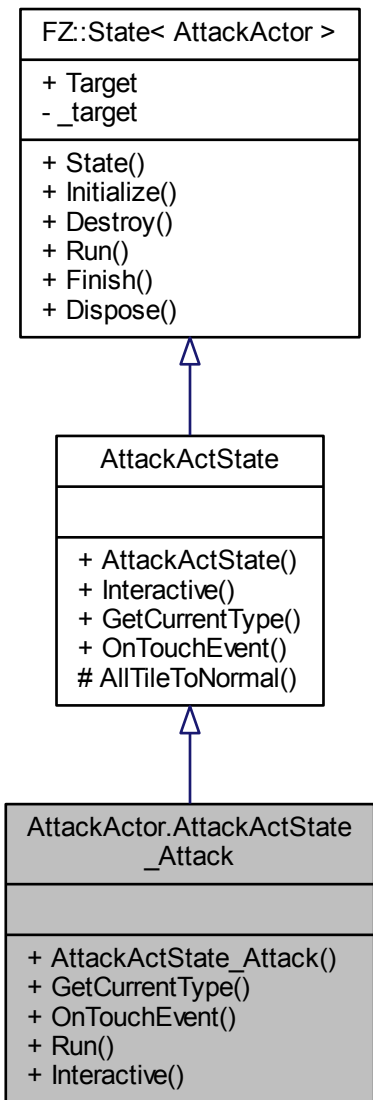 FZ::State< AttackActor >
+ Target
- _target
+ State()
+ Initialize()
+ Destroy()
+ Run()
+ Finish()
+ Dispose()
AttackActState
+ AttackActState()
+ Interactive()
+ GetCurrentType()
+ OnTouchEvent()
# AllTileToNormal()
AttackActor.AttackActState
_Attack
+ AttackActState_Attack()
+ GetCurrentType()
+ OnTouchEvent()
+ Run()
+ Interactive()